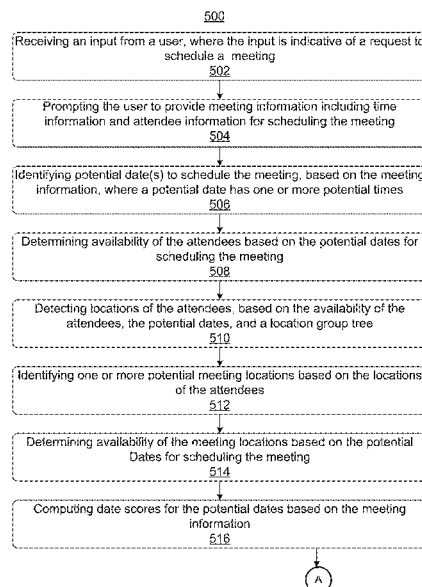 500
Receiving an input from a user, where the input is indicative of a request to
schedule a meeting
502
Prompting the user to provide meeting information including time
information and attendee information for scheduling the meeting
504
Identifying potential date(s) to schedule the meeting, based on the meeting
information, where a potential date has one or more potential times
506
Determining availability of the attendees based on the potential dates for
scheduling the meeting
508
Detecting locations of the attendees, based on the availability of the
attendees, the potential dates, and a location group tree
510
Identifying one or more potential meeting locations based on the locations
of the attendees
512
Determining availability of the meeting locations based on the potential
Dates for scheduling the meeting
514
Computing date scores for the potential dates based on the meeting
information
516
A